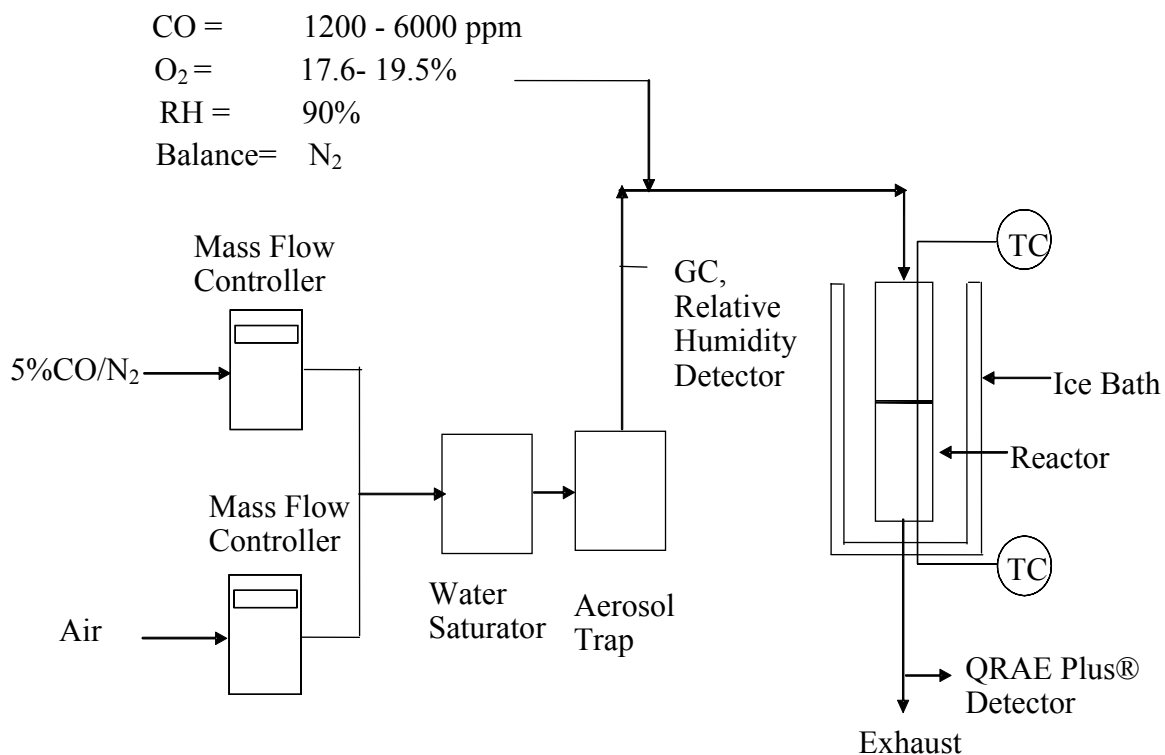 CO = 1200 - 6000 ppm
O₂ = 17.6- 19.5%
RH = 90%
Balance= N₂
Mass Flow
Controller
5%CO/N₂
Mass Flow
Controller
Air
Water
Saturator
Aerosol
Trap
GC,
Relative
Humidity
Detector
TC
Ice Bath
Reactor
TC
QRAE Plus®
Detector
Exhaust